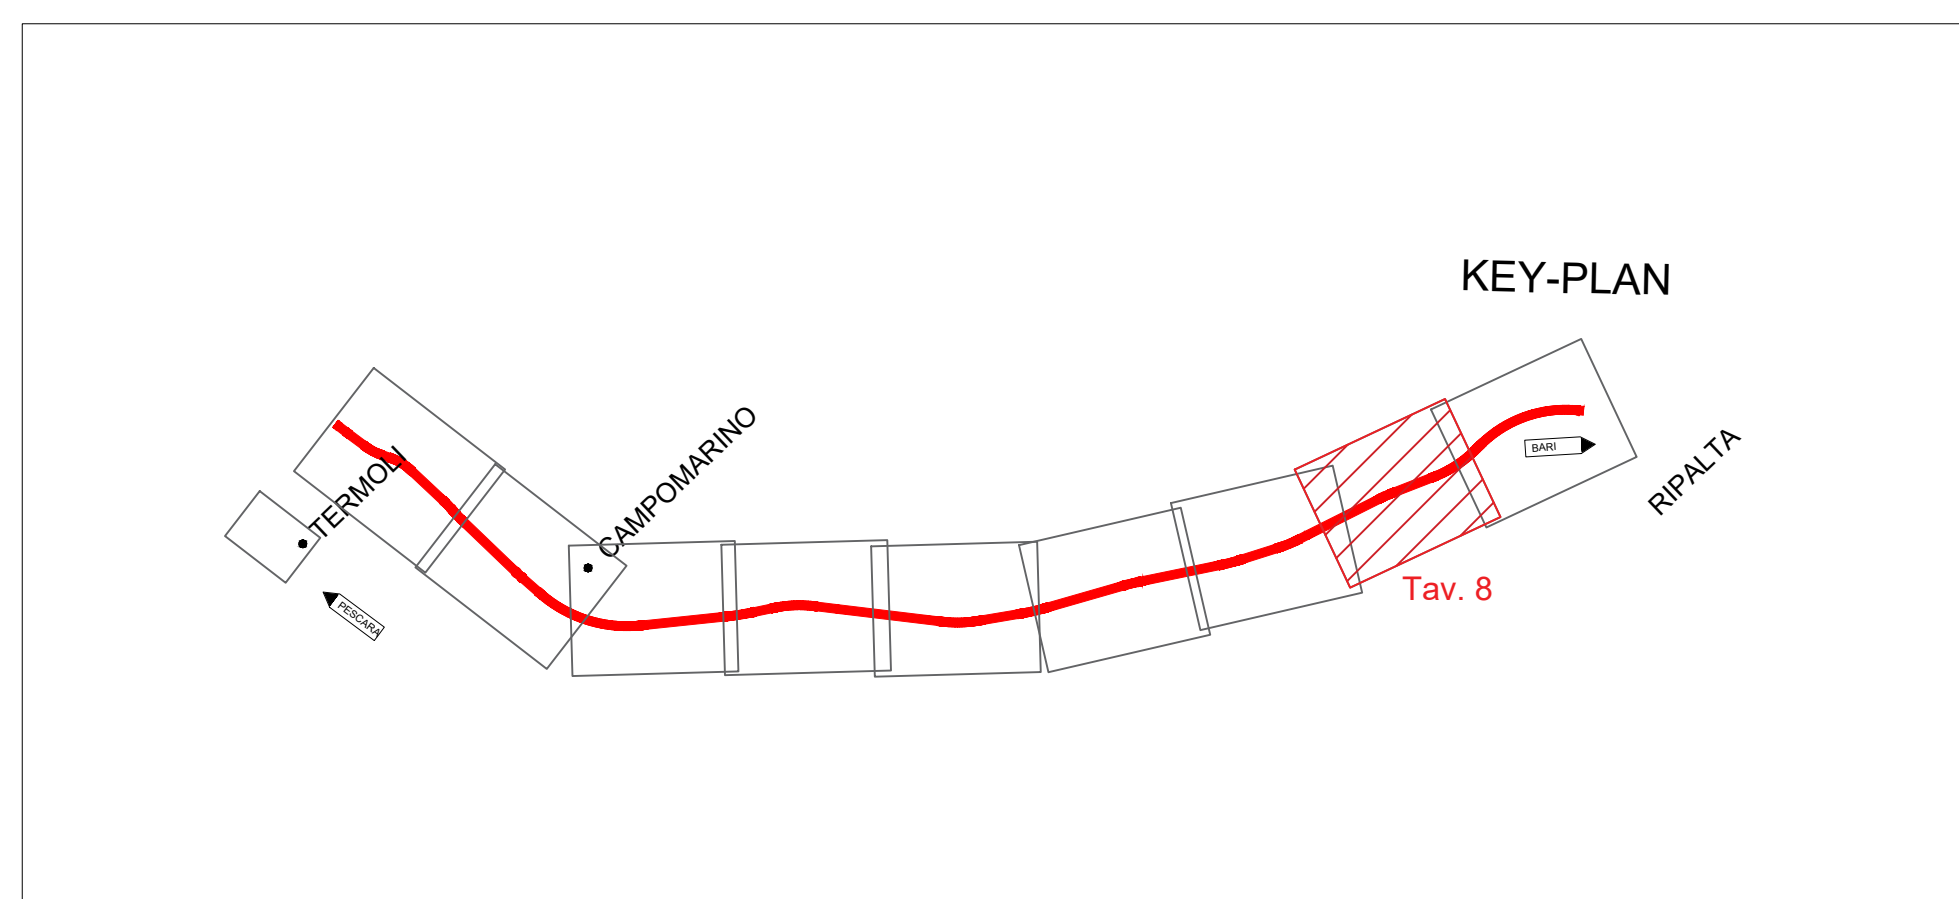 KEY-PLAN
TERMOLI
CAMPOMARINO
PESCARA
BARI
RIPALTA
Tav. 8